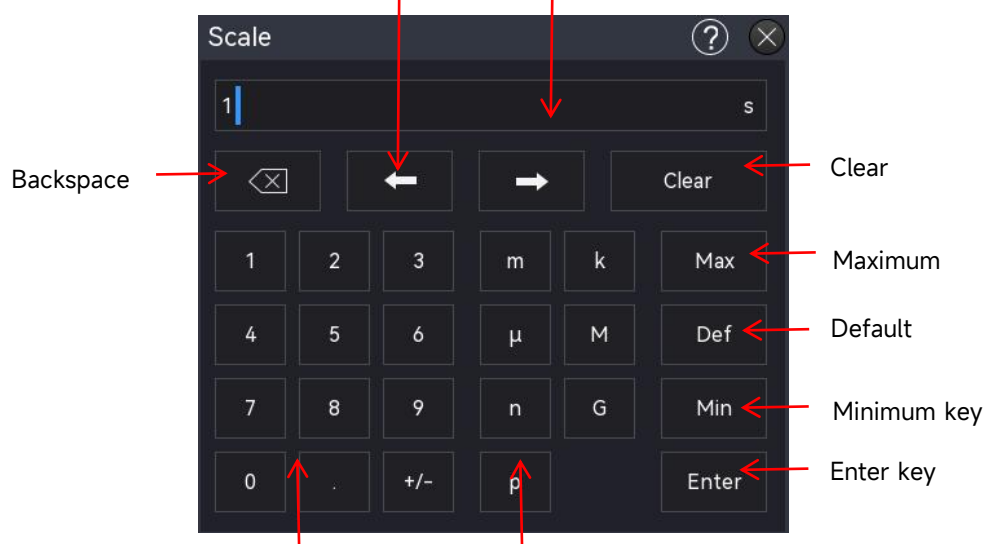 Scale ?
1 s
Backspace Clear Clear
1 2 3 m k Max Maximum
4 5 6 μ M Def Default
7 8 9 n G Min Minimum key
0 . +/- p Enter Enter key